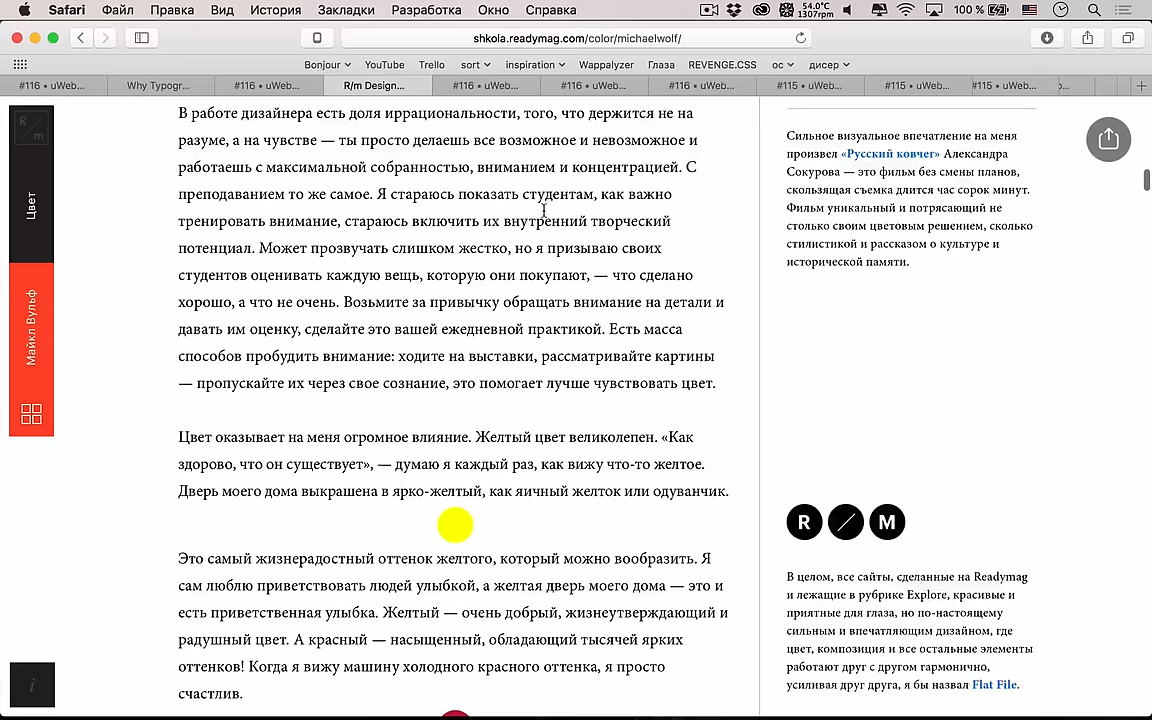 Safari Файл Правка Вид История Закладки Разработка Окно Справка 54.0°C 1307rpm 100 %
shkola.readymag.com/color/michaelwolf/
Bonjour YouTube Trello sort inspiration Wappalyzer Глаза REVENGE.CSS ос дисер
#116 • uWeb... Why Typogr... #116 • uWeb... R/m Design... #116 • uWeb... #116 • uWeb... #116 • uWeb... #115 • uWeb... #115 • uWeb... #115 • uWeb...
R/m
Цвет
Майкл Вульф
i
В работе дизайнера есть доля иррациональности, того, что держится не на
разуме, а на чувстве — ты просто делаешь все возможное и невозможное и
работаешь с максимальной собранностью, вниманием и концентрацией. С
преподаванием то же самое. Я стараюсь показать студентам, как важно
тренировать внимание, стараюсь включить их внутренний творческий
потенциал. Может прозвучать слишком жестко, но я призываю своих
студентов оценивать каждую вещь, которую они покупают, — что сделано
хорошо, а что не очень. Возьмите за привычку обращать внимание на детали и
давать им оценку, сделайте это вашей ежедневной практикой. Есть масса
способов пробудить внимание: ходите на выставки, рассматривайте картины
— пропускайте их через свое сознание, это помогает лучше чувствовать цвет.
Цвет оказывает на меня огромное влияние. Желтый цвет великолепен. «Как
здорово, что он существует», — думаю я каждый раз, как вижу что-то желтое.
Дверь моего дома выкрашена в ярко-желтый, как яичный желток или одуванчик.
Это самый жизнерадостный оттенок желтого, который можно вообразить. Я
сам люблю приветствовать людей улыбкой, а желтая дверь моего дома — это и
есть приветственная улыбка. Желтый — очень добрый, жизнеутверждающий и
радушный цвет. А красный — насыщенный, обладающий тысячей ярких
оттенков! Когда я вижу машину холодного красного оттенка, я просто
счастлив.
Сильное визуальное впечатление на меня
произвел «Русский ковчег» Александра
Сокурова — это фильм без смены планов,
скользящая съемка длится час сорок минут.
Фильм уникальный и потрясающий не
столько своим цветовым решением, сколько
стилистикой и рассказом о культуре и
исторической памяти.
R / M
В целом, все сайты, сделанные на Readymag
и лежащие в рубрике Explore, красивые и
приятные для глаза, но по-настоящему
сильным и впечатляющим дизайном, где
цвет, композиция и все остальные элементы
работают друг с другом гармонично,
усиливая друг друга, я бы назвал Flat File.